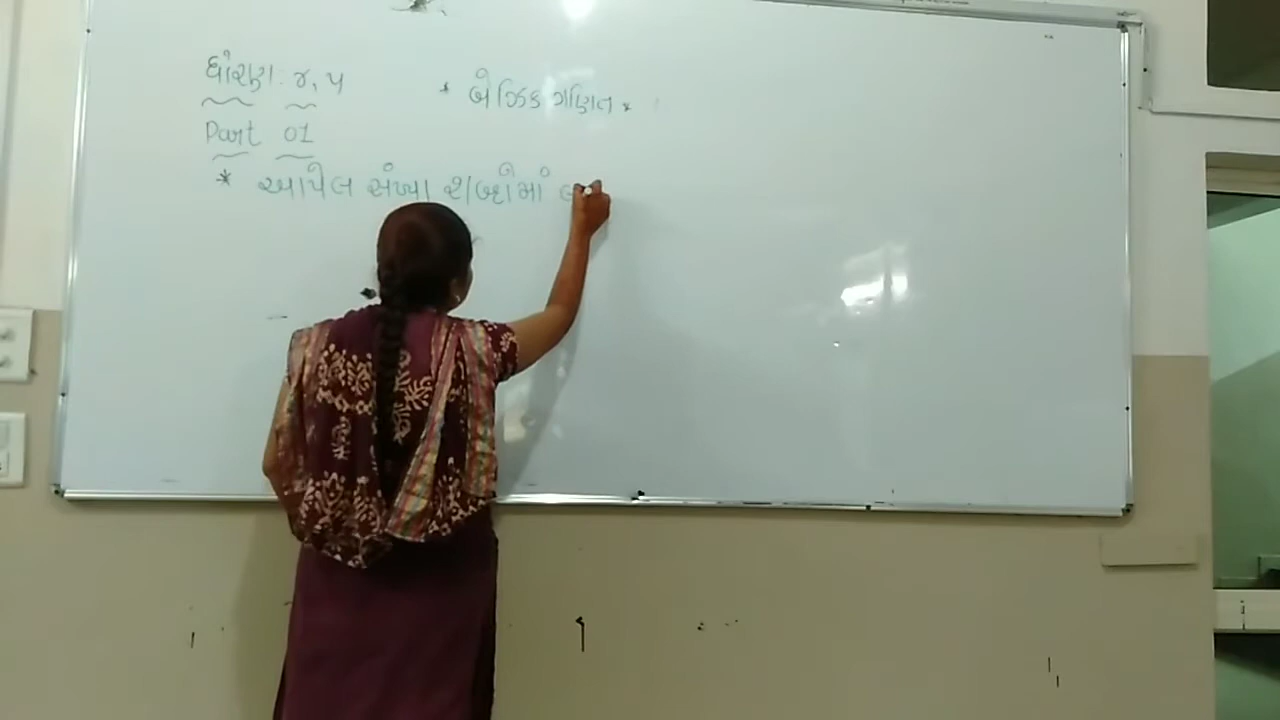 ધોરણ: ૪, ૫ * બેઝિક ગણિત *
Part 01
* આપેલ સંખ્યા શબ્દોમાં લ